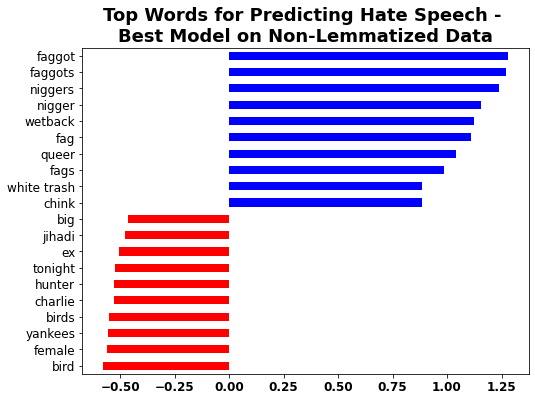 Top Words for Predicting Hate Speech -
Best Model on Non-Lemmatized Data
faggot
faggots
niggers
nigger
wetback
fag
queer
fags
white trash
chink
big
jihadi
ex
tonight
hunter
charlie
birds
yankees
female
bird
−0.50 −0.25 0.00 0.25 0.50 0.75 1.00 1.25